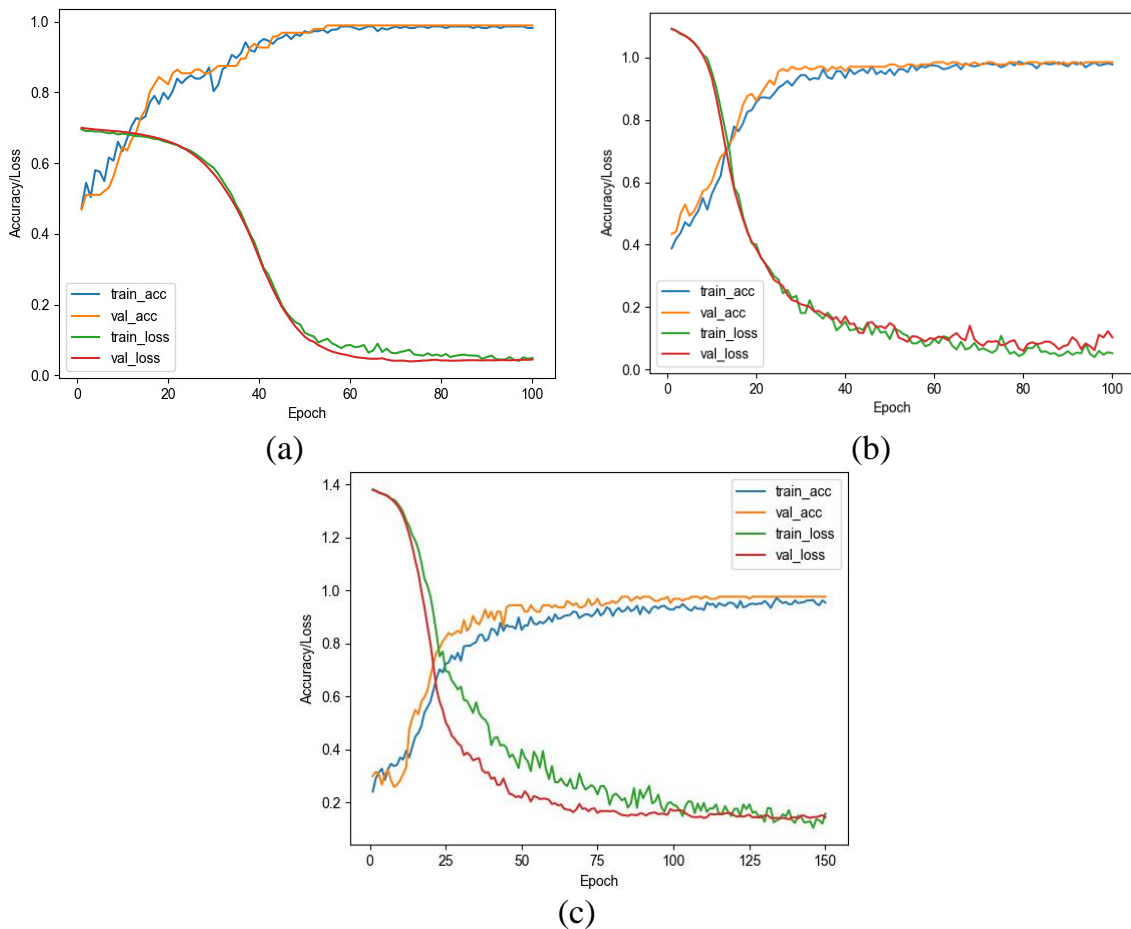 1.0
0.8
0.6
0.4
0.2
0.0
Accuracy/Loss
train_acc
val_acc
train_loss
val_loss
0 20 40 60 80 100
Epoch
(a)
1.0
0.8
0.6
0.4
0.2
0.0
Accuracy/Loss
train_acc
val_acc
train_loss
val_loss
0 20 40 60 80 100
Epoch
(b)
1.4
1.2
1.0
0.8
0.6
0.4
0.2
Accuracy/Loss
train_acc
val_acc
train_loss
val_loss
0 25 50 75 100 125 150
Epoch
(c)